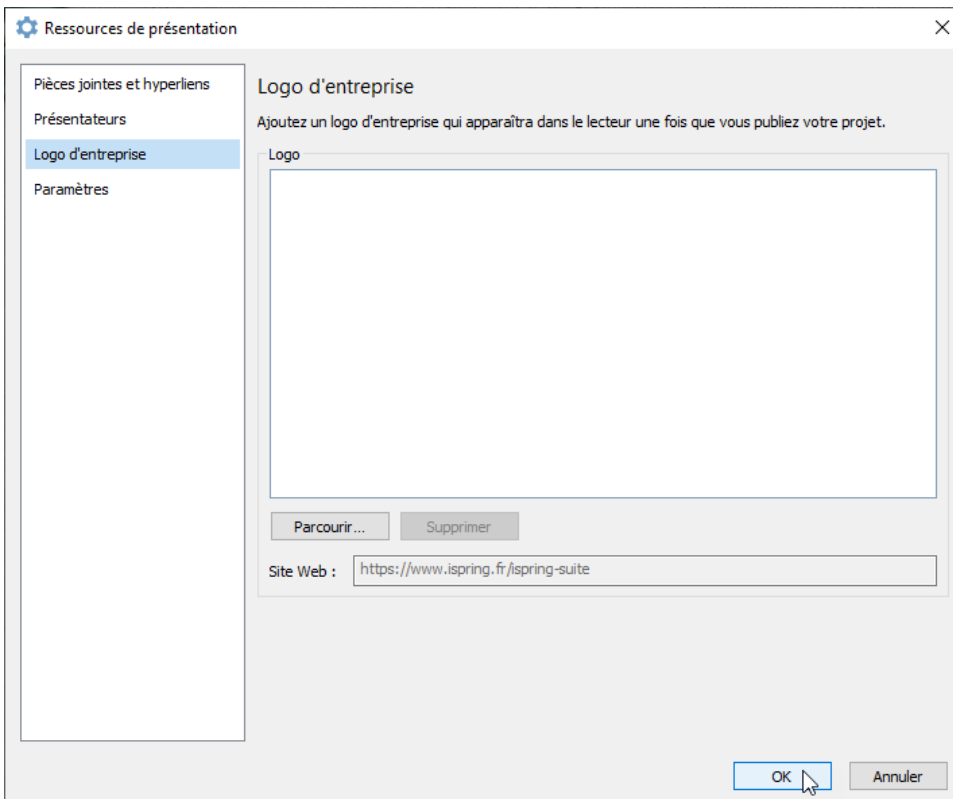 Ressources de présentation
Pièces jointes et hyperliens
Présentateurs
Logo d'entreprise
Paramètres
Logo d'entreprise
Ajoutez un logo d'entreprise qui apparaîtra dans le lecteur une fois que vous publiez votre projet.
Logo
Parcourir...
Supprimer
Site Web :
https://www.ispring.fr/ispring-suite
OK
Annuler